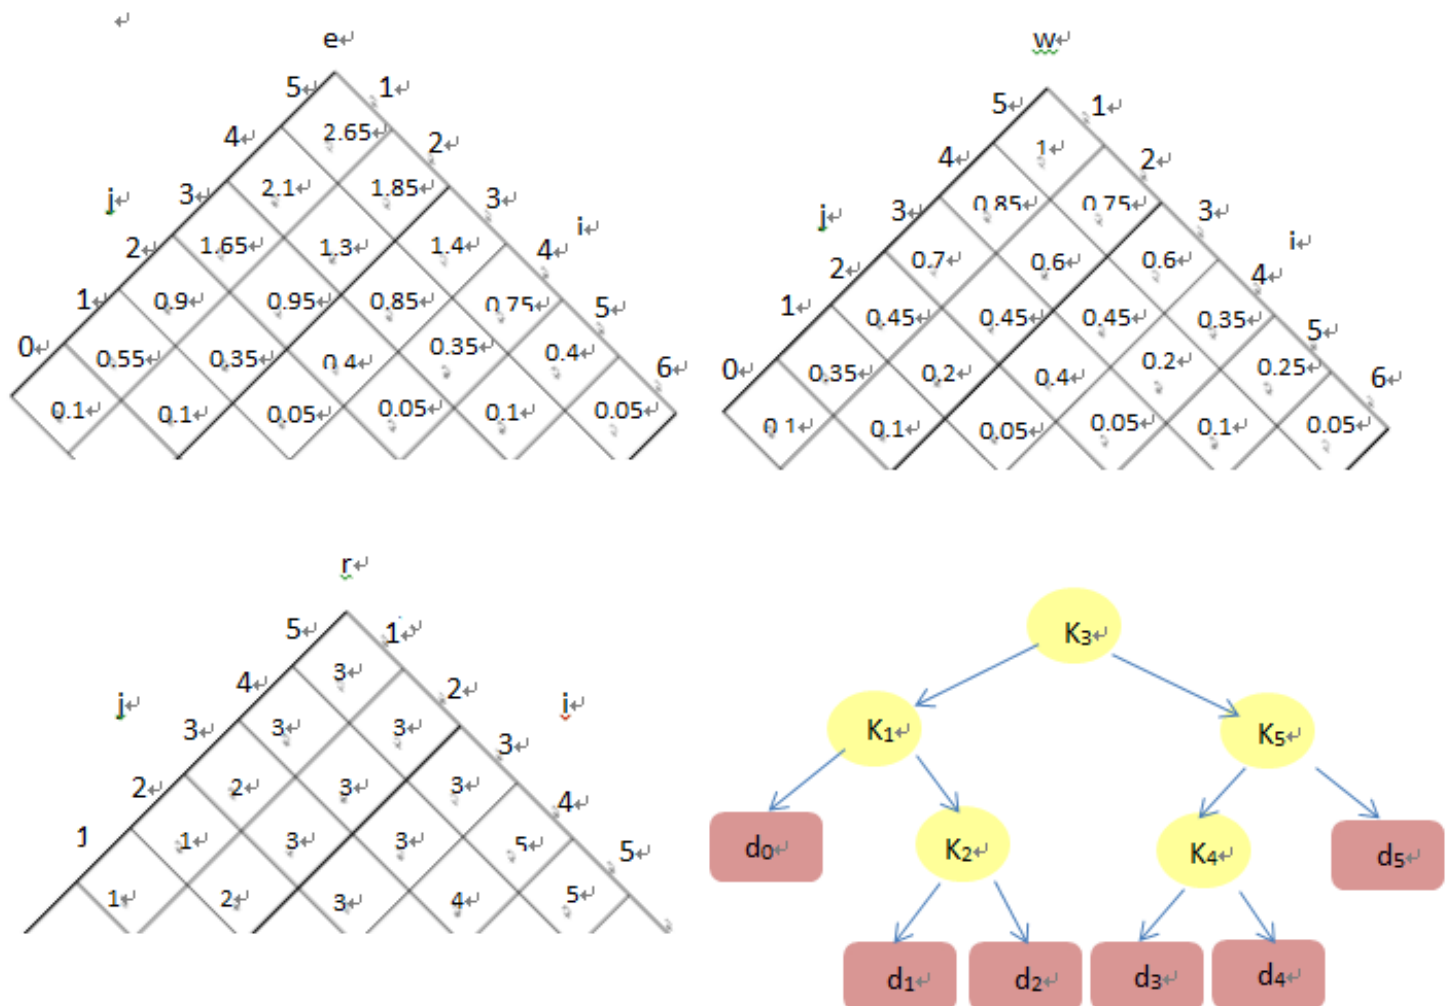 ↵
e↵
5↵ 1↵
2.65↵
4↵ 2↵
2.1↵ 1.85↵
j↵ 3↵ 3↵ i↵
1.65↵ 1.3↵ 1.4↵
2↵ 4↵
0.9↵ 0.95↵ 0.85↵ 0.75↵
1↵ 5↵
0.55↵ 0.35↵ 0.4↵ 0.35↵ 0.4↵
0↵ 6↵
0.1↵ 0.1↵ 0.05↵ 0.05↵ 0.1↵ 0.05↵
w↵
5↵ 1↵
1↵
4↵ 2↵
0.85↵ 0.75↵
j↵ 3↵ 3↵ i↵
0.7↵ 0.6↵ 0.6↵
2↵ 4↵
0.45↵ 0.45↵ 0.45↵ 0.35↵
1↵ 5↵
0.35↵ 0.2↵ 0.4↵ 0.2↵ 0.25↵
0↵ 6↵
0.1↵ 0.1↵ 0.05↵ 0.05↵ 0.1↵ 0.05↵
r↵
5↵ 1↵
3↵
4↵ 2↵
j↵ i↵
3↵ 3↵
3↵ 3↵
2↵ 3↵ 3↵
2↵ 4↵
1↵ 3↵ 3↵ 5↵
1 5↵
1↵ 2↵ 3↵ 4↵ 5↵
K₃↵
K₁↵ K₅↵
d₀↵ K₂↵ K₄↵ d₅↵
d₁↵ d₂↵ d₃↵ d₄↵